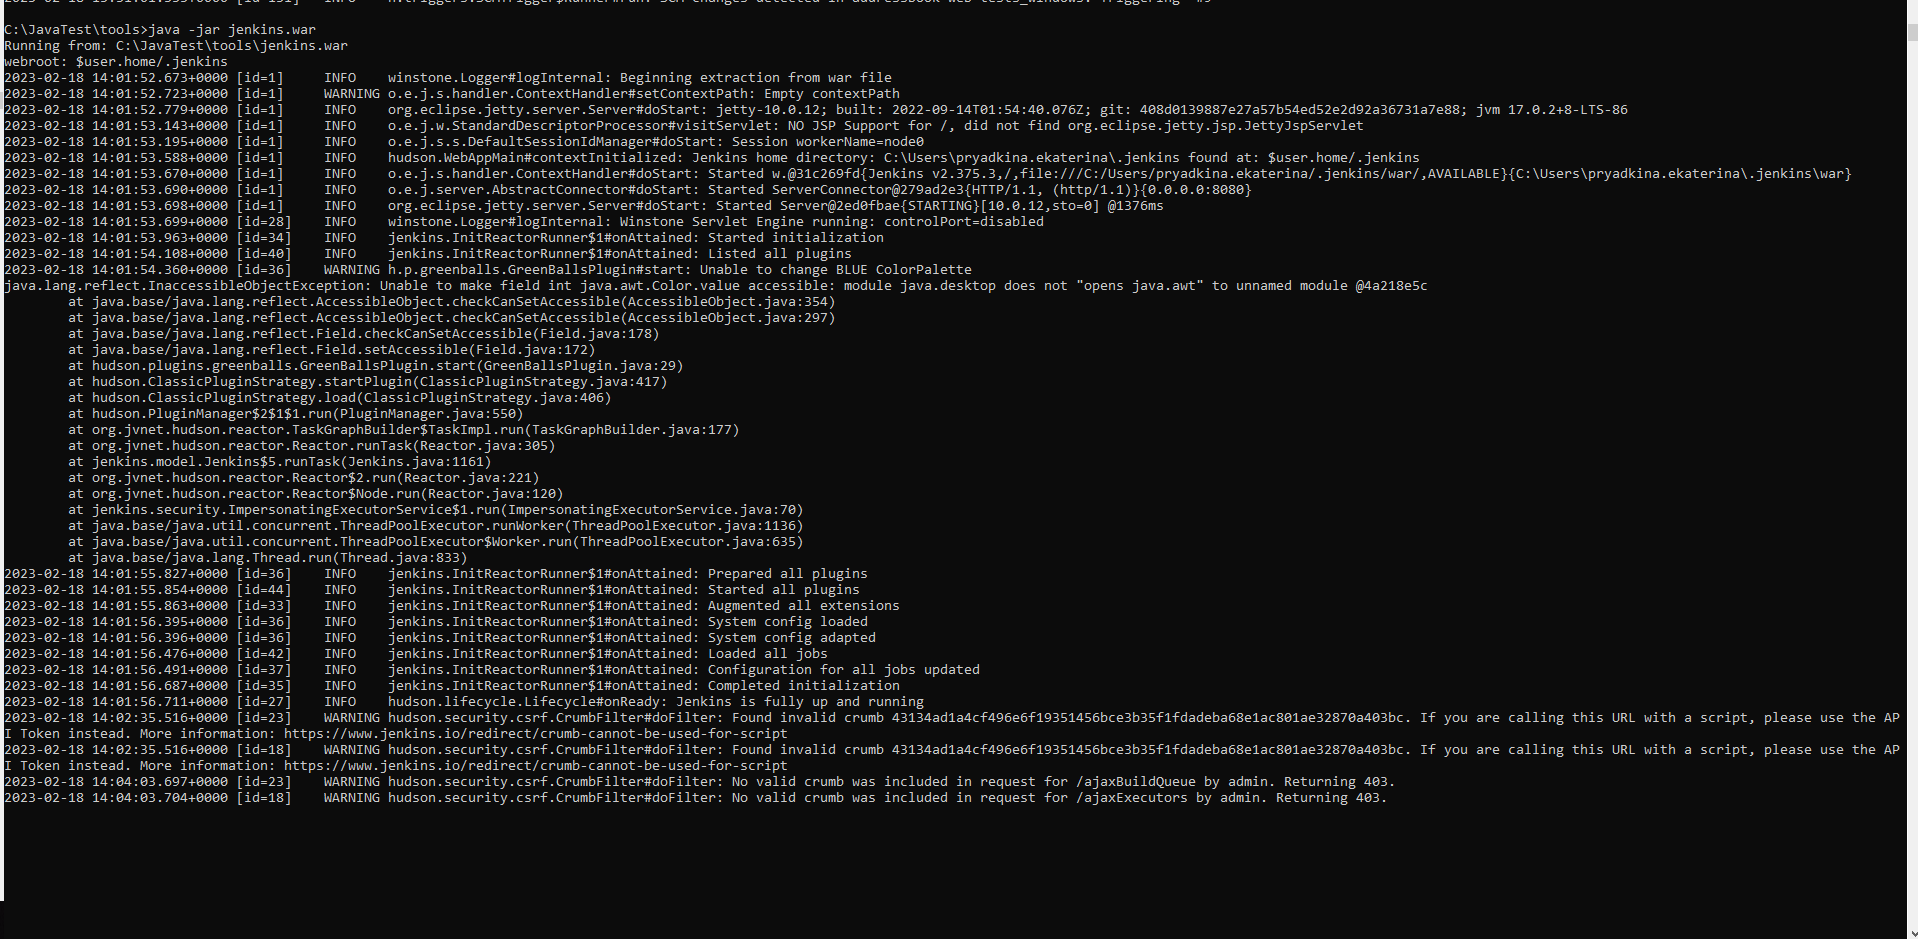 C:\JavaTest\tools>java -jar jenkins.war
Running from: C:\JavaTest\tools\jenkins.war
webroot: $user.home/.jenkins
2023-02-18 14:01:52.673+0000 [id=1]     INFO    winstone.Logger#logInternal: Beginning extraction from war file
2023-02-18 14:01:52.723+0000 [id=1]     WARNING o.e.j.s.handler.ContextHandler#setContextPath: Empty contextPath
2023-02-18 14:01:52.779+0000 [id=1]     INFO    org.eclipse.jetty.server.Server#doStart: jetty-10.0.12; built: 2022-09-14T01:54:40.076Z; git: 408d0139887e27a57b54ed52e2d92a36731a7e88; jvm 17.0.2+8-LTS-86
2023-02-18 14:01:53.143+0000 [id=1]     INFO    o.e.j.w.StandardDescriptorProcessor#visitServlet: NO JSP Support for /, did not find org.eclipse.jetty.jsp.JettyJspServlet
2023-02-18 14:01:53.195+0000 [id=1]     INFO    o.e.j.s.s.DefaultSessionIdManager#doStart: Session workerName=node0
2023-02-18 14:01:53.588+0000 [id=1]     INFO    hudson.WebAppMain#contextInitialized: Jenkins home directory: C:\Users\pryadkina.ekaterina\.jenkins found at: $user.home/.jenkins
2023-02-18 14:01:53.670+0000 [id=1]     INFO    o.e.j.s.handler.ContextHandler#doStart: Started w.@31c269fd{Jenkins v2.375.3,/,file:///C:/Users/pryadkina.ekaterina/.jenkins/war/,AVAILABLE}{C:\Users\pryadkina.ekaterina\.jenkins\war}
2023-02-18 14:01:53.690+0000 [id=1]     INFO    o.e.j.server.AbstractConnector#doStart: Started ServerConnector@279ad2e3{HTTP/1.1, (http/1.1)}{0.0.0.0:8080}
2023-02-18 14:01:53.698+0000 [id=1]     INFO    org.eclipse.jetty.server.Server#doStart: Started Server@2ed0fbae{STARTING}[10.0.12,sto=0] @1376ms
2023-02-18 14:01:53.699+0000 [id=28]    INFO    winstone.Logger#logInternal: Winstone Servlet Engine running: controlPort=disabled
2023-02-18 14:01:53.963+0000 [id=34]    INFO    jenkins.InitReactorRunner$1#onAttained: Started initialization
2023-02-18 14:01:54.108+0000 [id=40]    INFO    jenkins.InitReactorRunner$1#onAttained: Listed all plugins
2023-02-18 14:01:54.360+0000 [id=36]    WARNING h.p.greenballs.GreenBallsPlugin#start: Unable to change BLUE ColorPalette
java.lang.reflect.InaccessibleObjectException: Unable to make field int java.awt.Color.value accessible: module java.desktop does not "opens java.awt" to unnamed module @4a218e5c
        at java.base/java.lang.reflect.AccessibleObject.checkCanSetAccessible(AccessibleObject.java:354)
        at java.base/java.lang.reflect.AccessibleObject.checkCanSetAccessible(AccessibleObject.java:297)
        at java.base/java.lang.reflect.Field.checkCanSetAccessible(Field.java:178)
        at java.base/java.lang.reflect.Field.setAccessible(Field.java:172)
        at hudson.plugins.greenballs.GreenBallsPlugin.start(GreenBallsPlugin.java:29)
        at hudson.ClassicPluginStrategy.startPlugin(ClassicPluginStrategy.java:417)
        at hudson.ClassicPluginStrategy.load(ClassicPluginStrategy.java:406)
        at hudson.PluginManager$2$1$1.run(PluginManager.java:550)
        at org.jvnet.hudson.reactor.TaskGraphBuilder$TaskImpl.run(TaskGraphBuilder.java:177)
        at org.jvnet.hudson.reactor.Reactor.runTask(Reactor.java:305)
        at jenkins.model.Jenkins$5.runTask(Jenkins.java:1161)
        at org.jvnet.hudson.reactor.Reactor$2.run(Reactor.java:221)
        at org.jvnet.hudson.reactor.Reactor$Node.run(Reactor.java:120)
        at jenkins.security.ImpersonatingExecutorService$1.run(ImpersonatingExecutorService.java:70)
        at java.base/java.util.concurrent.ThreadPoolExecutor.runWorker(ThreadPoolExecutor.java:1136)
        at java.base/java.util.concurrent.ThreadPoolExecutor$Worker.run(ThreadPoolExecutor.java:635)
        at java.base/java.lang.Thread.run(Thread.java:833)
2023-02-18 14:01:55.827+0000 [id=36]    INFO    jenkins.InitReactorRunner$1#onAttained: Prepared all plugins
2023-02-18 14:01:55.854+0000 [id=44]    INFO    jenkins.InitReactorRunner$1#onAttained: Started all plugins
2023-02-18 14:01:55.863+0000 [id=33]    INFO    jenkins.InitReactorRunner$1#onAttained: Augmented all extensions
2023-02-18 14:01:56.395+0000 [id=36]    INFO    jenkins.InitReactorRunner$1#onAttained: System config loaded
2023-02-18 14:01:56.396+0000 [id=36]    INFO    jenkins.InitReactorRunner$1#onAttained: System config adapted
2023-02-18 14:01:56.476+0000 [id=42]    INFO    jenkins.InitReactorRunner$1#onAttained: Loaded all jobs
2023-02-18 14:01:56.491+0000 [id=37]    INFO    jenkins.InitReactorRunner$1#onAttained: Configuration for all jobs updated
2023-02-18 14:01:56.687+0000 [id=35]    INFO    jenkins.InitReactorRunner$1#onAttained: Completed initialization
2023-02-18 14:01:56.711+0000 [id=27]    INFO    hudson.lifecycle.Lifecycle#onReady: Jenkins is fully up and running
2023-02-18 14:02:35.516+0000 [id=23]    WARNING hudson.security.csrf.CrumbFilter#doFilter: Found invalid crumb 43134ad1a4cf496e6f19351456bce3b35f1fdadeba68e1ac801ae32870a403bc. If you are calling this URL with a script, please use the AP
I Token instead. More information: https://www.jenkins.io/redirect/crumb-cannot-be-used-for-script
2023-02-18 14:02:35.516+0000 [id=18]    WARNING hudson.security.csrf.CrumbFilter#doFilter: Found invalid crumb 43134ad1a4cf496e6f19351456bce3b35f1fdadeba68e1ac801ae32870a403bc. If you are calling this URL with a script, please use the AP
I Token instead. More information: https://www.jenkins.io/redirect/crumb-cannot-be-used-for-script
2023-02-18 14:04:03.697+0000 [id=23]    WARNING hudson.security.csrf.CrumbFilter#doFilter: No valid crumb was included in request for /ajaxBuildQueue by admin. Returning 403.
2023-02-18 14:04:03.704+0000 [id=18]    WARNING hudson.security.csrf.CrumbFilter#doFilter: No valid crumb was included in request for /ajaxExecutors by admin. Returning 403.